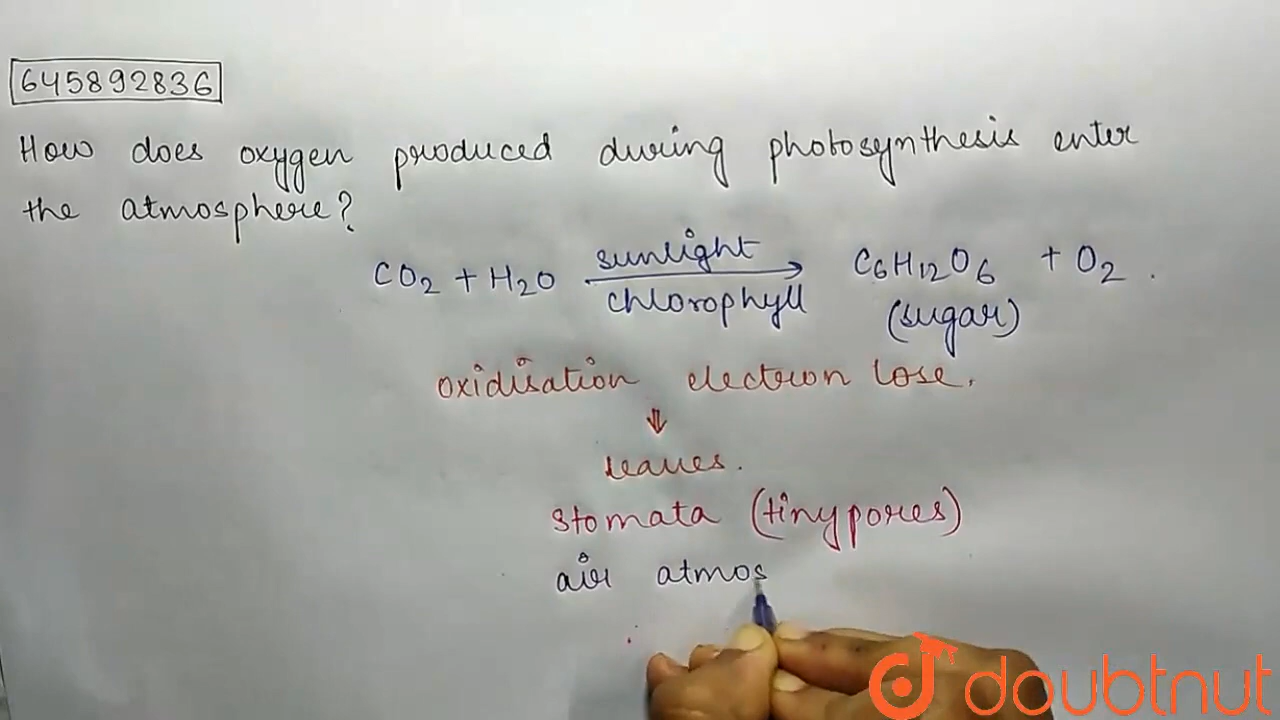 645892836
How does oxygen produced during photosynthesis enter
the atmosphere?
CO2 + H2O sunlight → C6H12O6 + O2.
chlorophyll (sugar)
oxidisation electron lose.
⇓
leaves.
stomata (tiny pores)
air atmos
doubtnut